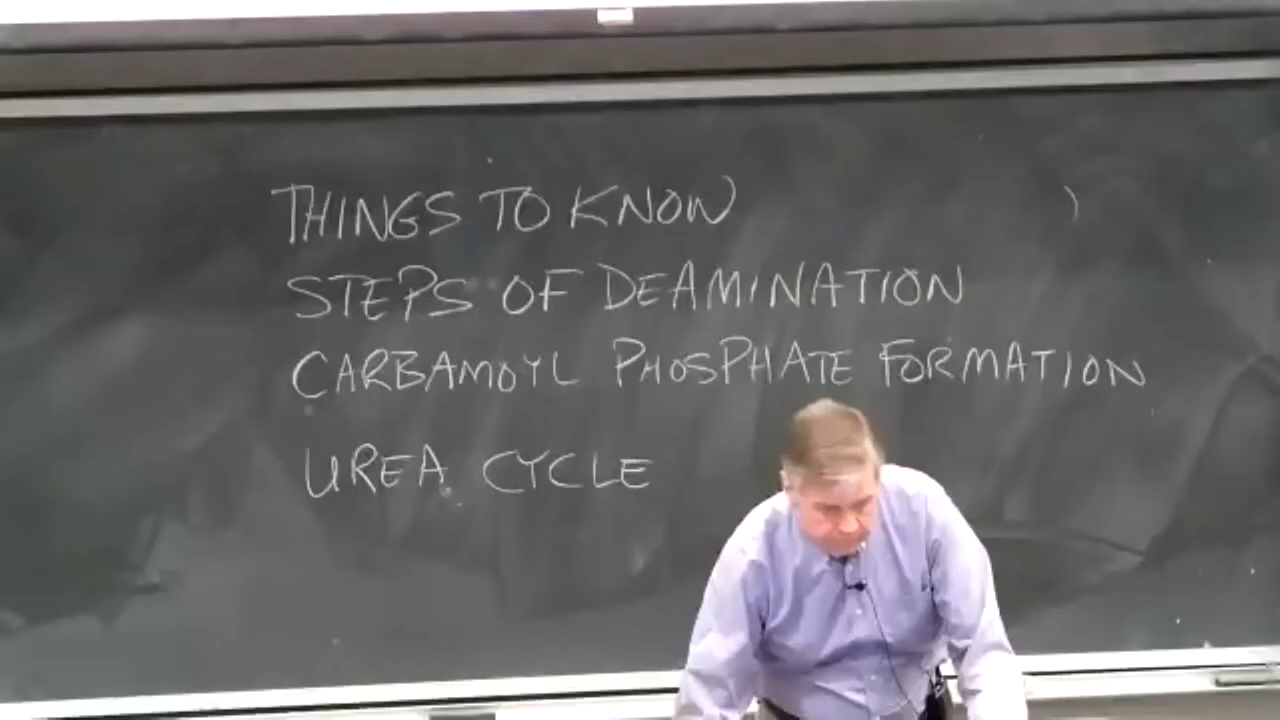 THINGS TO KNOW
STEPS OF DEAMINATION
CARBAMOYL PHOSPHATE FORMATION
UREA CYCLE